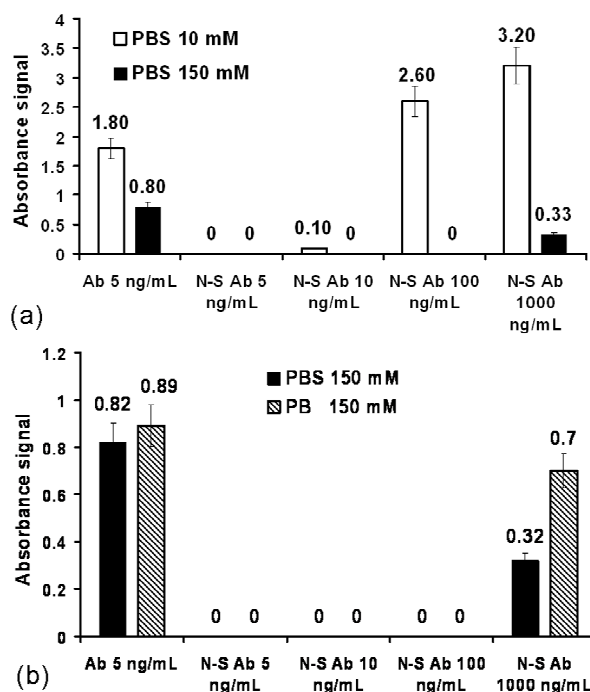 4
3.5
3
2.5
2
1.5
1
0.5
0
Absorbance signal
PBS 10 mM
PBS 150 mM
1.80
0.80
0
0
0.10
0
2.60
0
3.20
0.33
Ab 5 ng/mL
N-S Ab 5
ng/mL
N-S Ab 10
ng/mL
N-S Ab 100
ng/mL
N-S Ab
1000
ng/mL
(a)
1.2
1
0.8
0.6
0.4
0.2
0
Absorbance signal
PBS 150 mM
PB 150 mM
0.82
0.89
0
0
0
0
0
0
0.32
0.7
Ab 5 ng/mL
N-S Ab 5
ng/mL
N-S Ab 10
ng/mL
N-S Ab 100
ng/mL
N-S Ab
1000 ng/mL
(b)